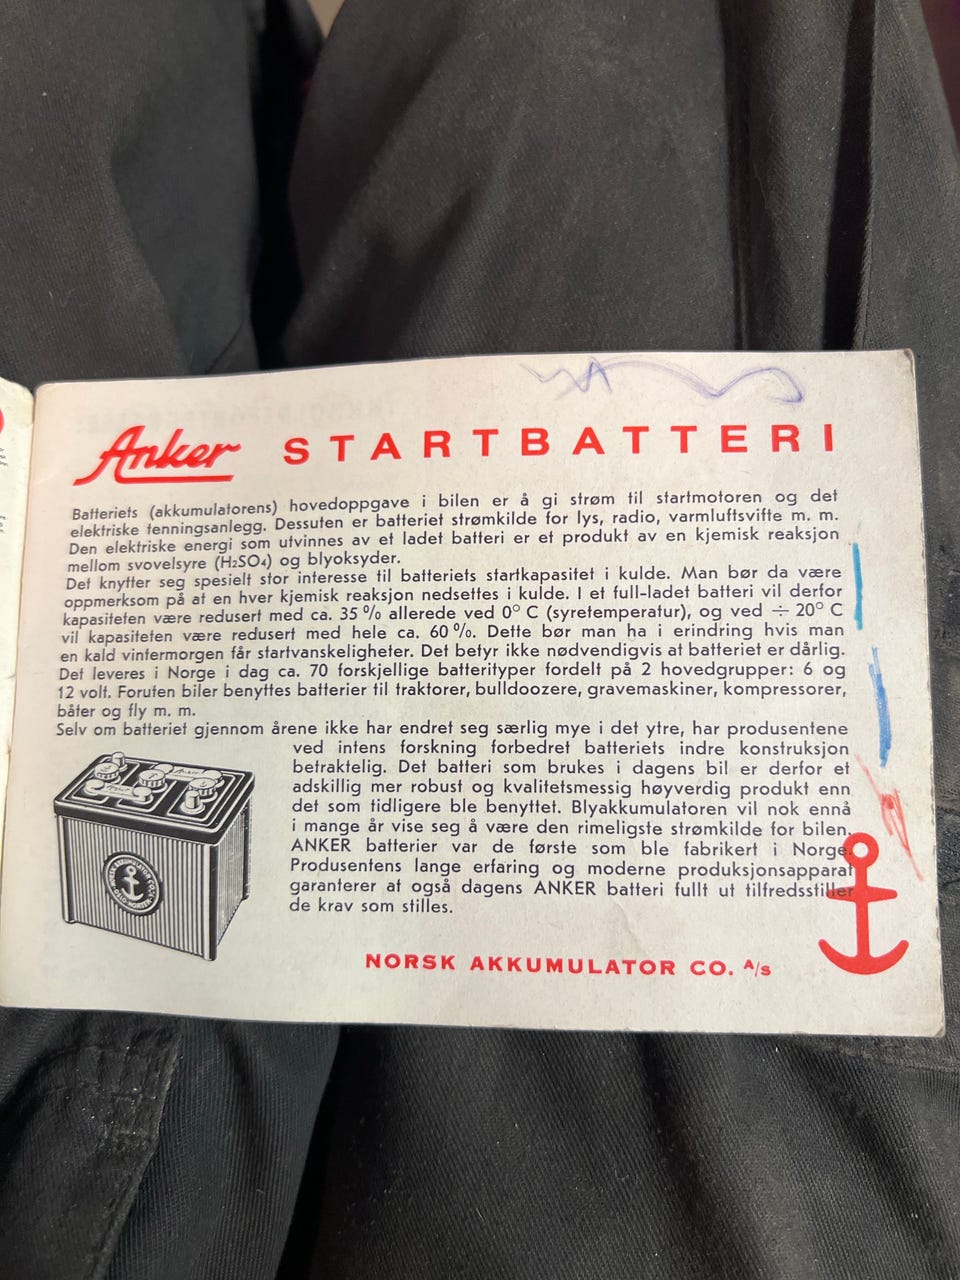 Anker STARTBATTERI
Batteriets (akkumulatorens) hovedoppgave i bilen er å gi strøm til startmotoren og det
elektriske tenningsanlegg. Dessuten er batteriet strømkilde for lys, radio, varmluftsvifte m. m.
Den elektriske energi som utvinnes av et ladet batteri er et produkt av en kjemisk reaksjon
mellom svovelsyre (H₂SO₄) og blyoksyder.
Det knytter seg spesielt stor interesse til batteriets startkapasitet i kulde. Man bør da være
oppmerksom på at en hver kjemisk reaksjon nedsettes i kulde. I et full-ladet batteri vil derfor
kapasiteten være redusert med ca. 35 % allerede ved 0° C (syretemperatur), og ved ÷ 20° C
vil kapasiteten være redusert med hele ca. 60 %. Dette bør man ha i erindring hvis man
en kald vintermorgen får startvanskeligheter. Det betyr ikke nødvendigvis at batteriet er dårlig.
Det leveres i Norge i dag ca. 70 forskjellige batterityper fordelt på 2 hovedgrupper: 6 og
12 volt. Foruten biler benyttes batterier til traktorer, bulldoozere, gravemaskiner, kompressorer,
båter og fly m. m.
Selv om batteriet gjennom årene ikke har endret seg særlig mye i det ytre, har produsentene
ved intens forskning forbedret batteriets indre konstruksjon
betraktelig. Det batteri som brukes i dagens bil er derfor et
adskillig mer robust og kvalitetsmessig høyverdig produkt enn
det som tidligere ble benyttet. Blyakkumulatoren vil nok ennå
i mange år vise seg å være den rimeligste strømkilde for bilen.
ANKER batterier var de første som ble fabrikert i Norge.
Produsentens lange erfaring og moderne produksjonsapparat
garanterer at også dagens ANKER batteri fullt ut tilfredsstiller
de krav som stilles.
NORSK AKKUMULATOR CO. A/S